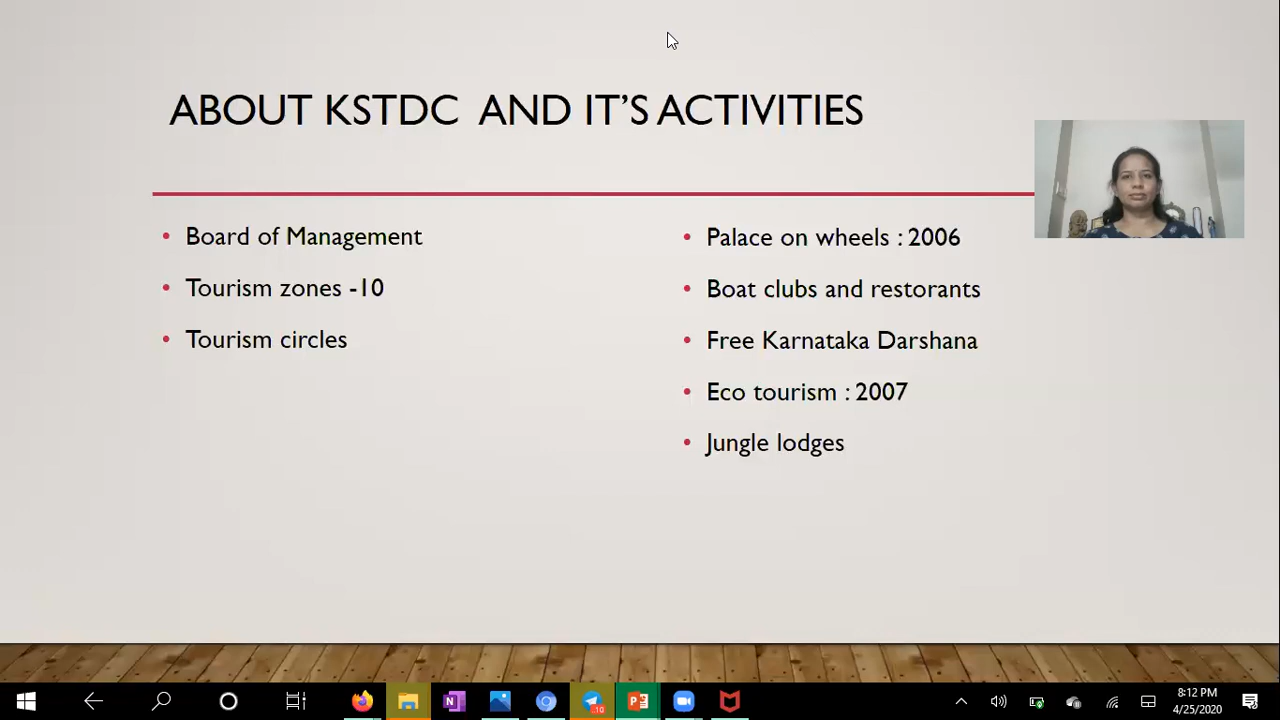 ABOUT KSTDC AND IT'S ACTIVITIES
Board of Management
Tourism zones -10
Tourism circles
Palace on wheels : 2006
Boat clubs and restorants
Free Karnataka Darshana
Eco tourism : 2007
Jungle lodges
10
8:12 PM
4/25/2020